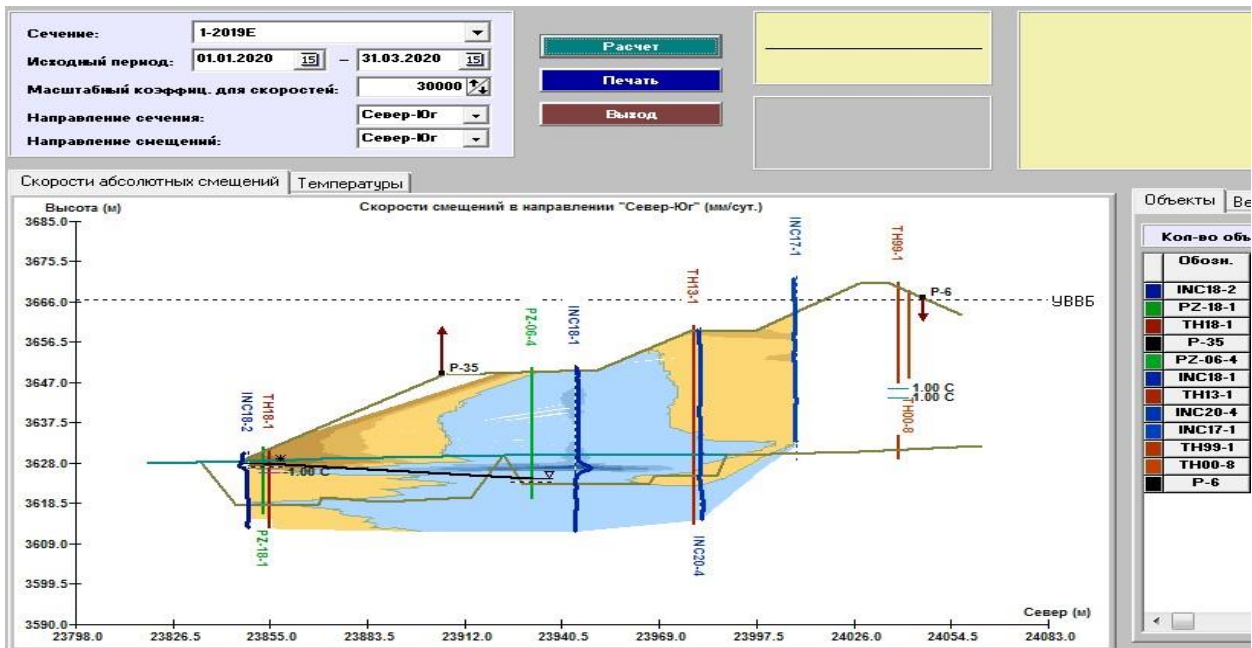 Сечение: 1-2019E
Исходный период: 01.01.2020 15 – 31.03.2020 15
Масштабный коэффиц. для скоростей: 30000
Направление сечения: Север-Юг
Направление смещений: Север-Юг
Расчет
Печать
Выход
Скорости абсолютных смещений Температуры
Высота (м)
Скорости смещений в направлении "Север-Юг" (мм/сут.)
3685.0
3675.5
3666.0
3656.5
3647.0
3637.5
3628.0
3618.5
3609.0
3599.5
3590.0
23798.0 23826.5 23855.0 23883.5 23912.0 23940.5 23969.0 23997.5 24026.0 24054.5 24083.0
Север (м)
INC18-2
TH18-1
PZ-18-1
1.00 C
P-35
PZ-06-4
INC18-1
TH13-1
INC20-4
INC17-1
TH99-1
P-6
УВВБ
1.00 C
1.00 C
TH00-8
Объекты Ве
Кол-во объ
Обозн.
INC18-2
PZ-18-1
TH18-1
P-35
PZ-06-4
INC18-1
TH13-1
INC20-4
INC17-1
TH99-1
TH00-8
P-6